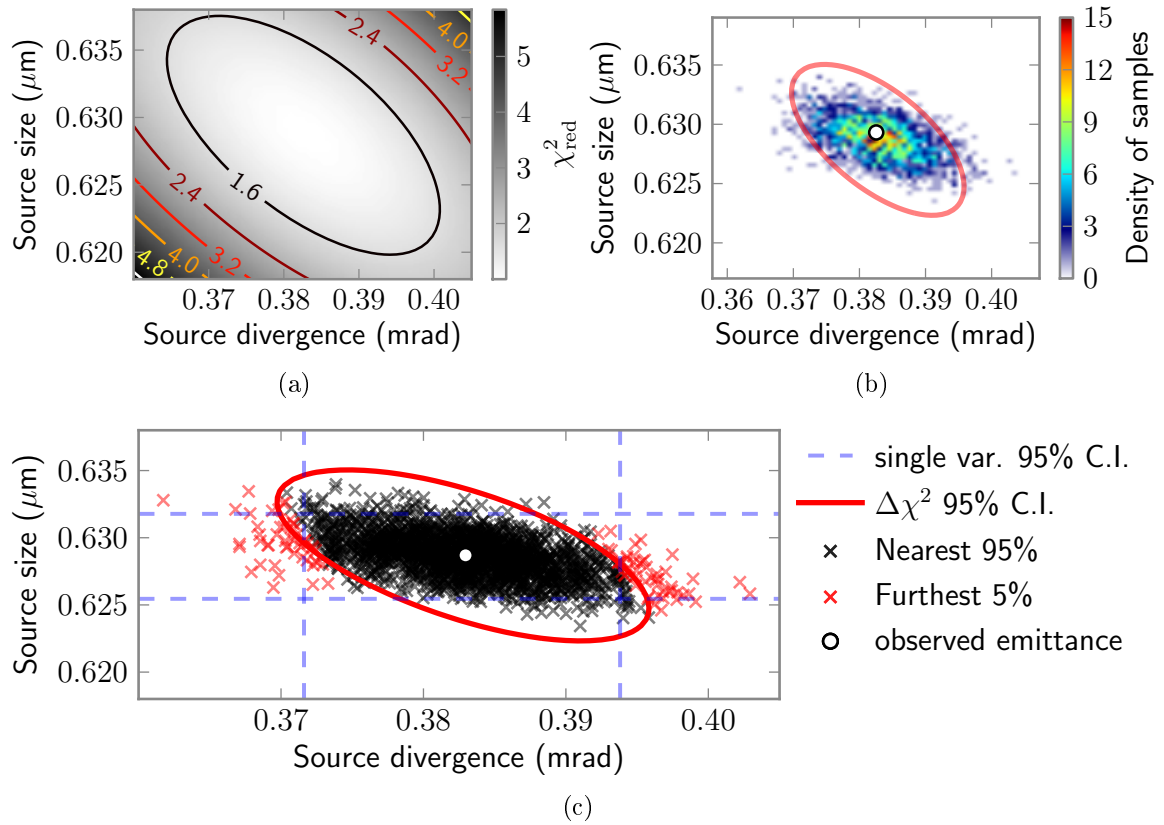 0.635
0.630
0.625
0.620
Source size (μm)
0.37 0.38 0.39 0.40
Source divergence (mrad)
1.6
2.4
2.4
3.2
3.2
4.0
4.0
4.8
5
4
3
2
χ²red
(a)
0.635
0.630
0.625
0.620
Source size (μm)
0.36 0.37 0.38 0.39 0.40
Source divergence (mrad)
15
12
9
6
3
0
Density of samples
(b)
0.635
0.630
0.625
0.620
Source size (μm)
0.37 0.38 0.39 0.40
Source divergence (mrad)
single var. 95% C.I.
Δχ² 95% C.I.
Nearest 95%
Furthest 5%
observed emittance
(c)